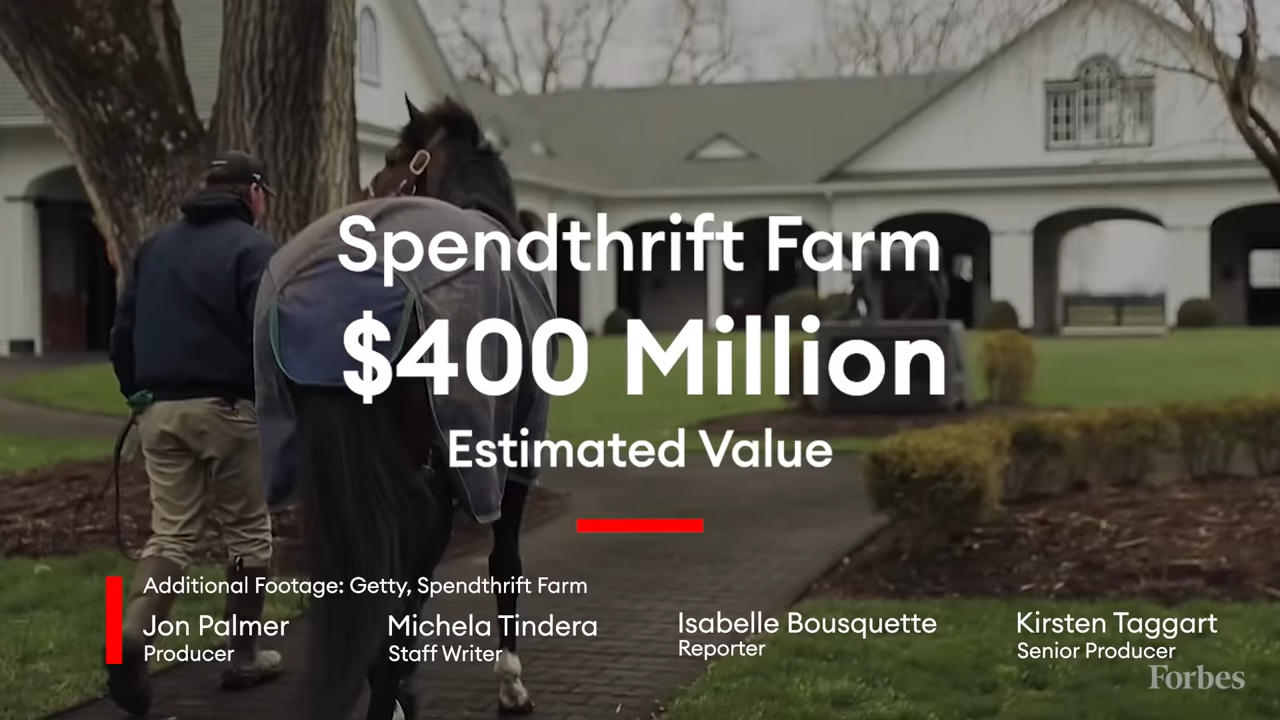 Spendthrift Farm
$400 Million
Estimated Value
Additional Footage: Getty, Spendthrift Farm
Jon Palmer
Producer
Michela Tindera
Staff Writer
Isabelle Bousquette
Reporter
Kirsten Taggart
Senior Producer
Forbes